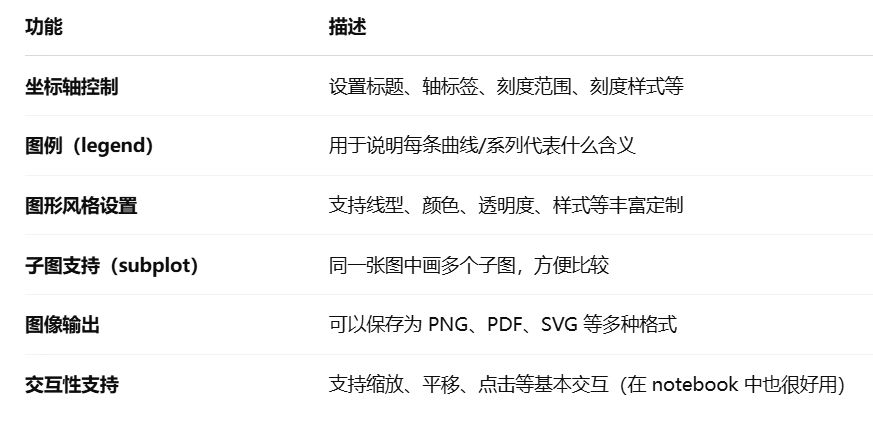 功能 描述
坐标轴控制 设置标题、轴标签、刻度范围、刻度样式等
图例（legend） 用于说明每条曲线/系列代表什么含义
图形风格设置 支持线型、颜色、透明度、样式等丰富定制
子图支持（subplot） 同一张图中画多个子图，方便比较
图像输出 可以保存为 PNG、PDF、SVG 等多种格式
交互性支持 支持缩放、平移、点击等基本交互（在 notebook 中也很好用）